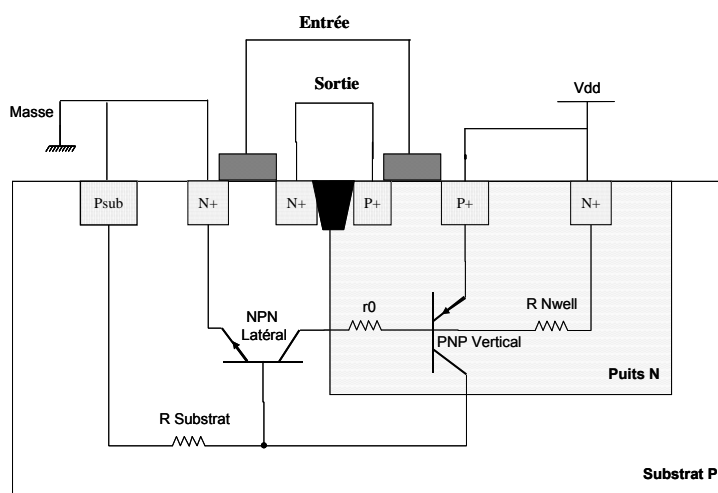 Entrée
Sortie
Vdd
Masse
Psub
N+
N+
P+
P+
N+
NPN
Latéral
r0
R Nwell
PNP Vertical
Puits N
R Substrat
Substrat P